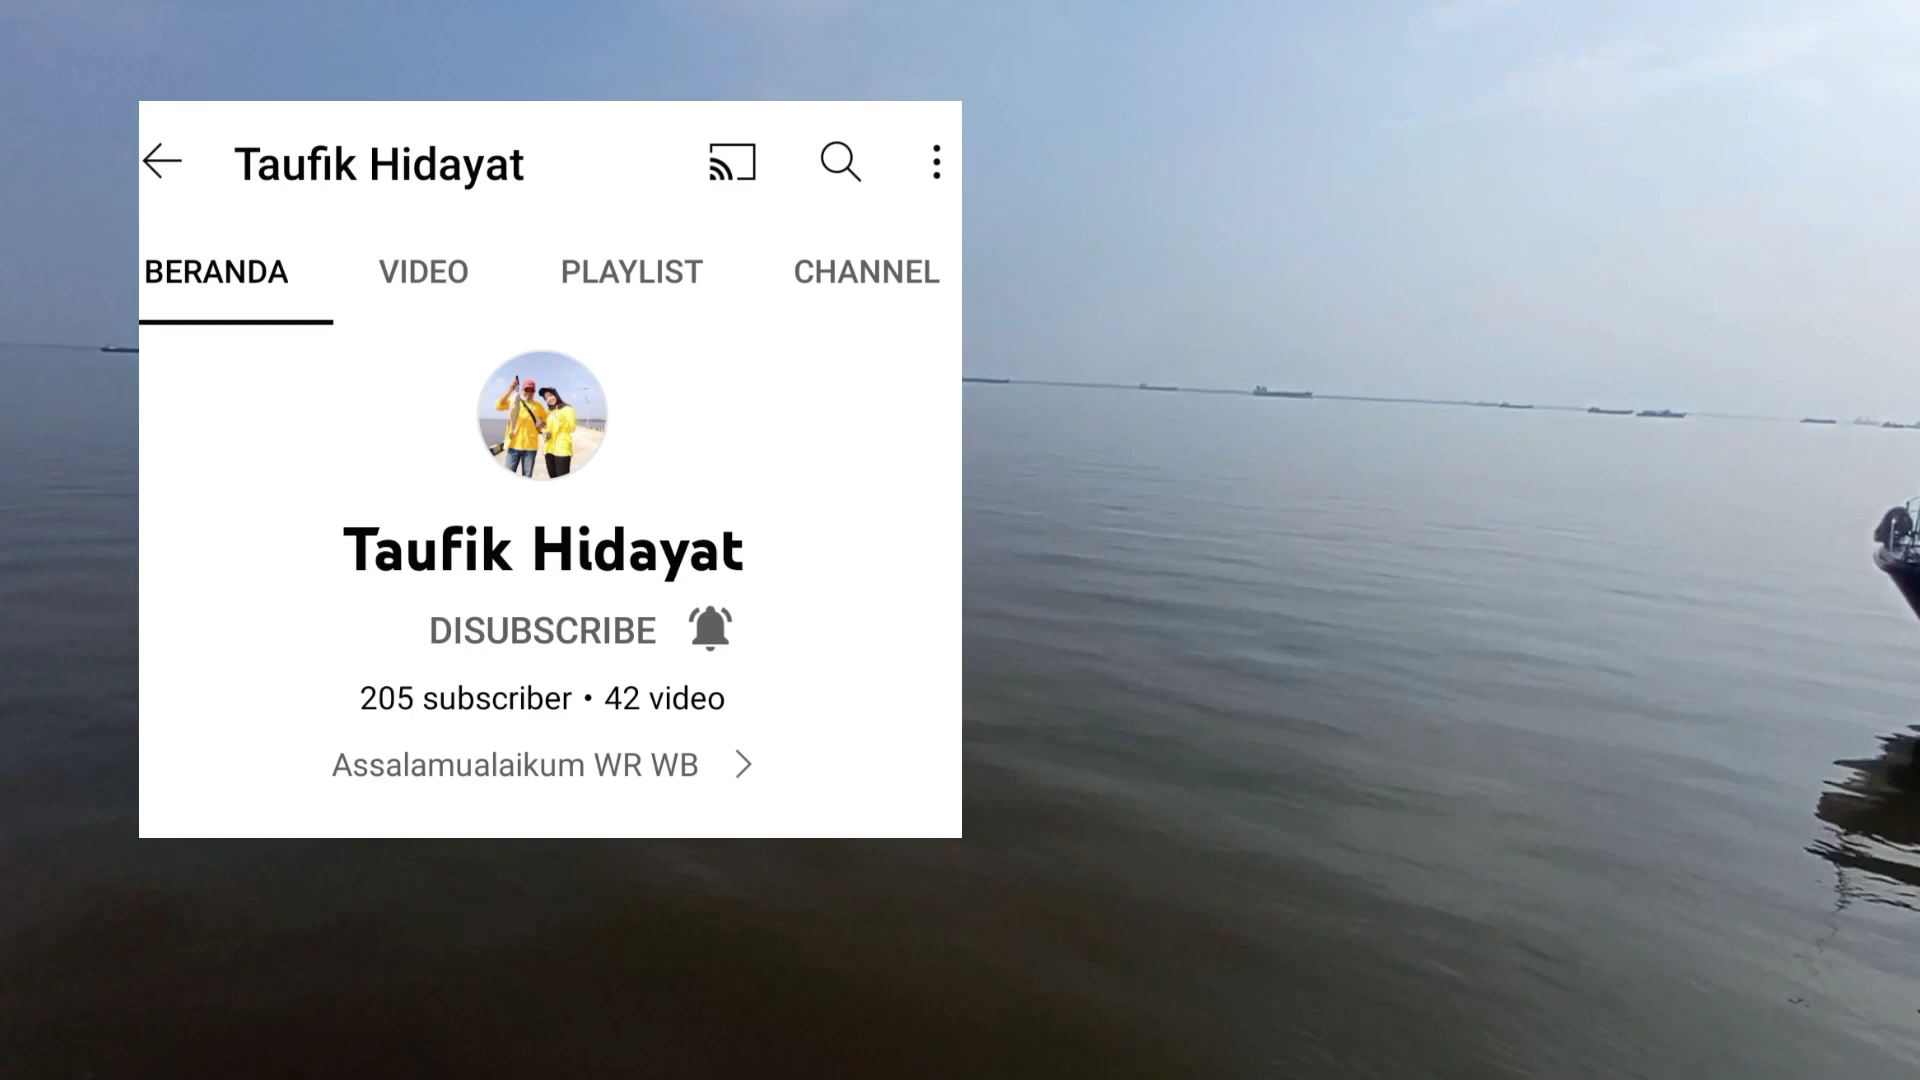 Taufik Hidayat
BERANDA VIDEO PLAYLIST CHANNEL
Taufik Hidayat
DISUBSCRIBE
205 subscriber • 42 video
Assalamualaikum WR WB